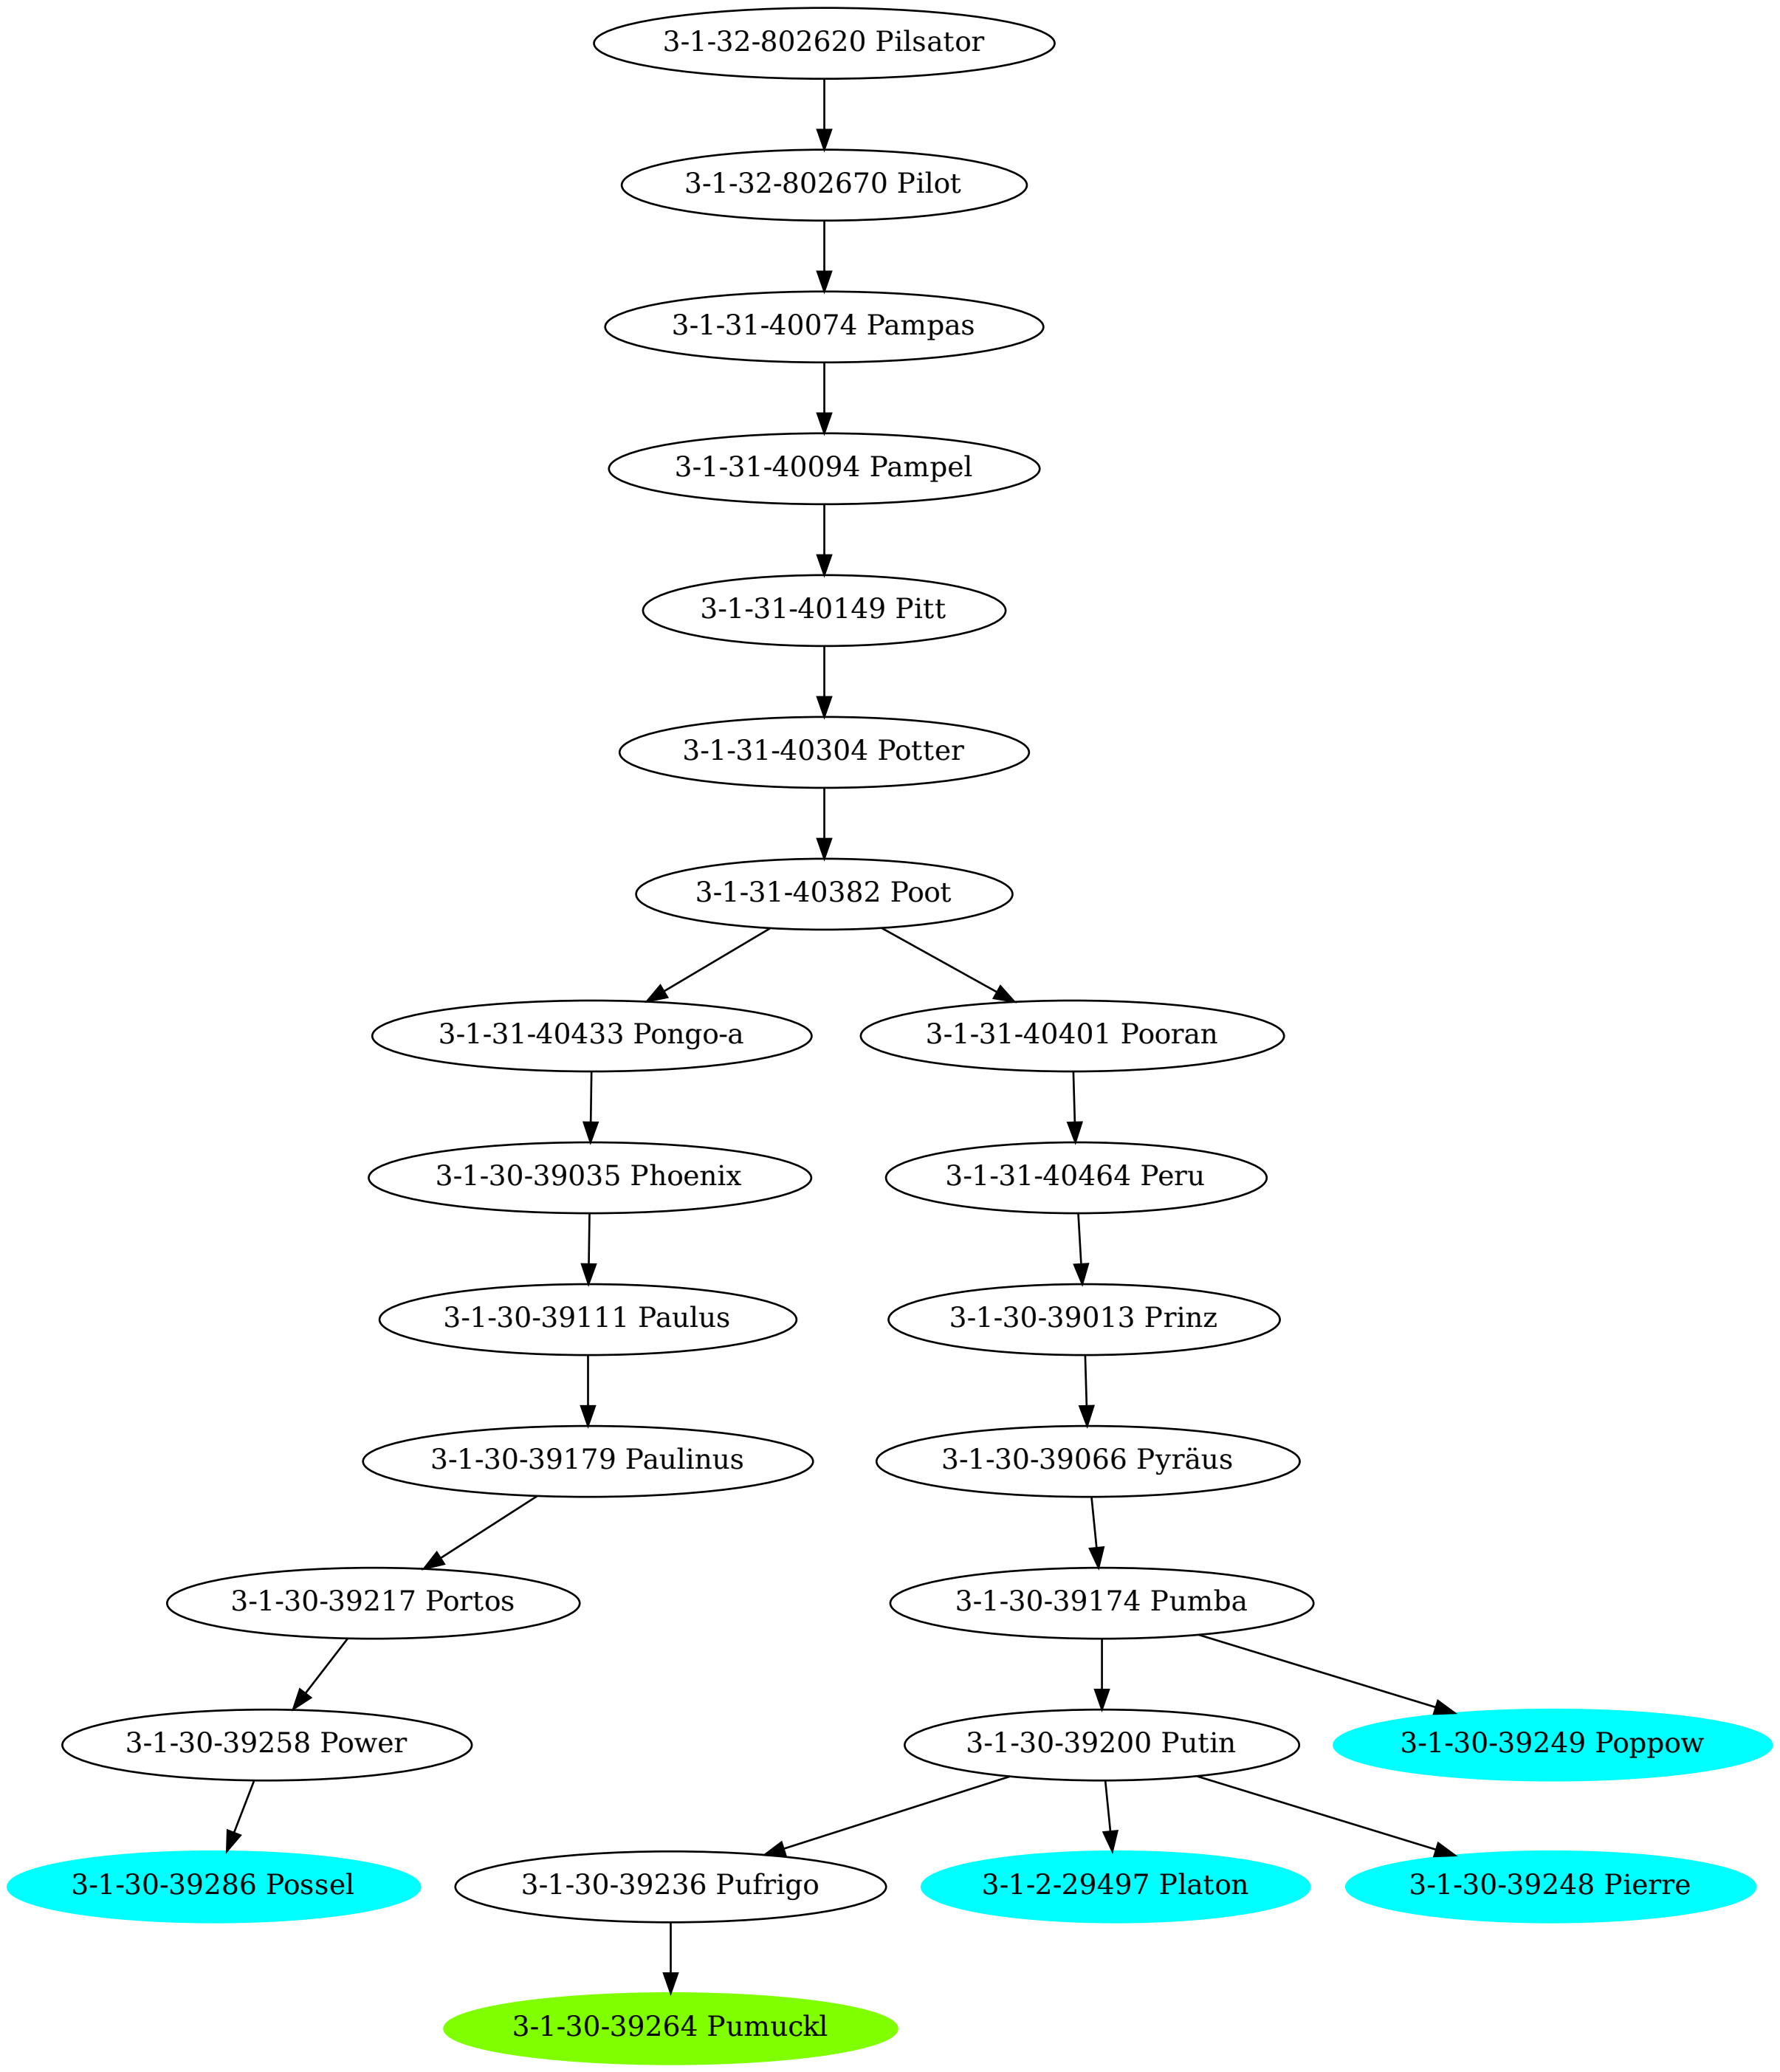 3-1-32-802620 Pilsator
3-1-32-802670 Pilot
3-1-31-40074 Pampas
3-1-31-40094 Pampel
3-1-31-40149 Pitt
3-1-31-40304 Potter
3-1-31-40382 Poot
3-1-31-40433 Pongo-a
3-1-31-40401 Pooran
3-1-30-39035 Phoenix
3-1-31-40464 Peru
3-1-30-39111 Paulus
3-1-30-39013 Prinz
3-1-30-39179 Paulinus
3-1-30-39066 Pyräus
3-1-30-39217 Portos
3-1-30-39174 Pumba
3-1-30-39258 Power
3-1-30-39200 Putin
3-1-30-39249 Poppow
3-1-30-39286 Possel
3-1-30-39236 Pufrigo
3-1-2-29497 Platon
3-1-30-39248 Pierre
3-1-30-39264 Pumuckl